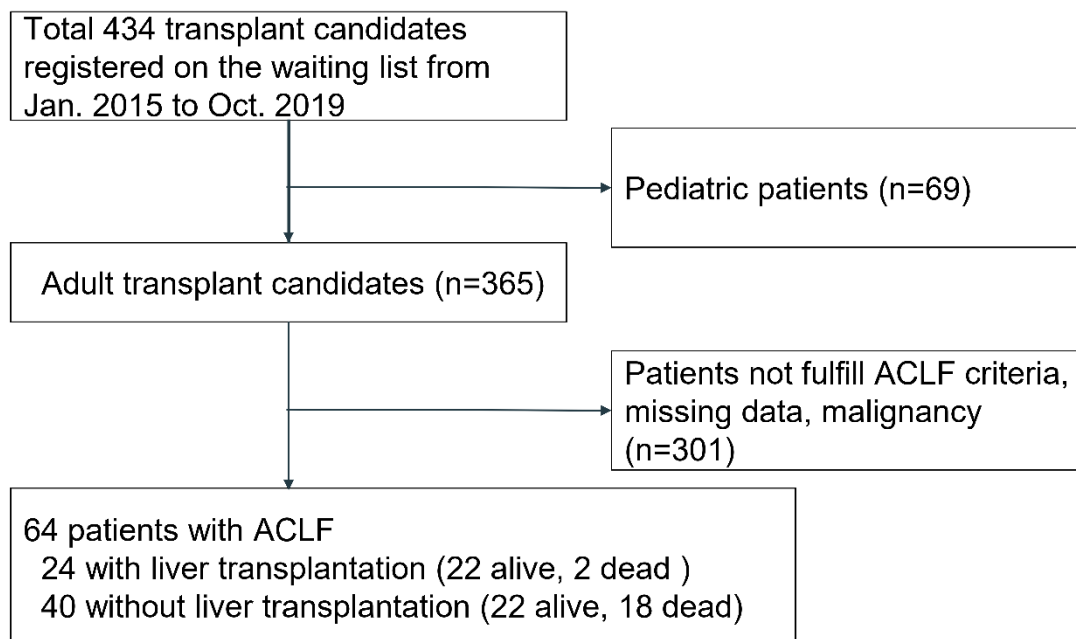 Total 434 transplant candidates
registered on the waiting list from
Jan. 2015 to Oct. 2019
Pediatric patients (n=69)
Adult transplant candidates (n=365)
Patients not fulfill ACLF criteria,
missing data, malignancy
(n=301)
64 patients with ACLF
24 with liver transplantation (22 alive, 2 dead )
40 without liver transplantation (22 alive, 18 dead)